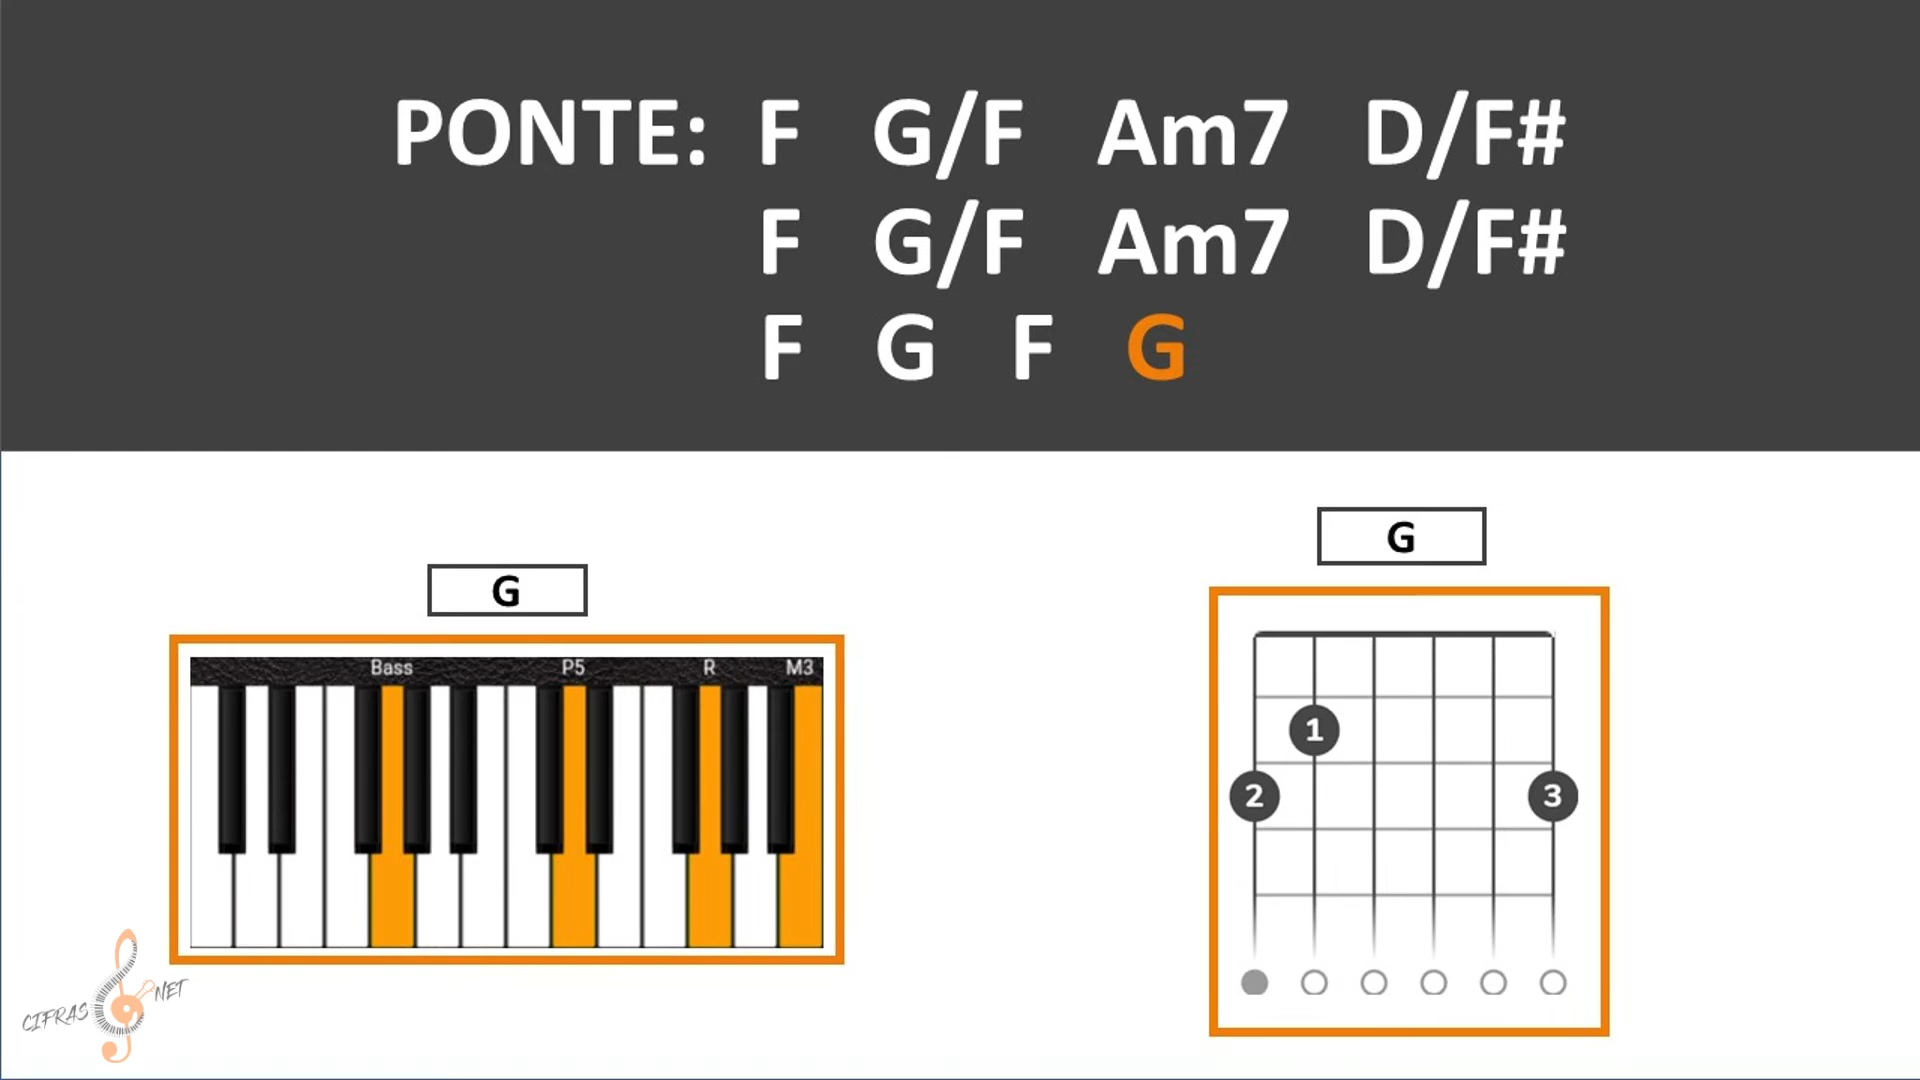 PONTE: F G/F Am7 D/F#
F G/F Am7 D/F#
F G F G
G
G
Bass P5 R M3
1
2 3
CIFRAS NET